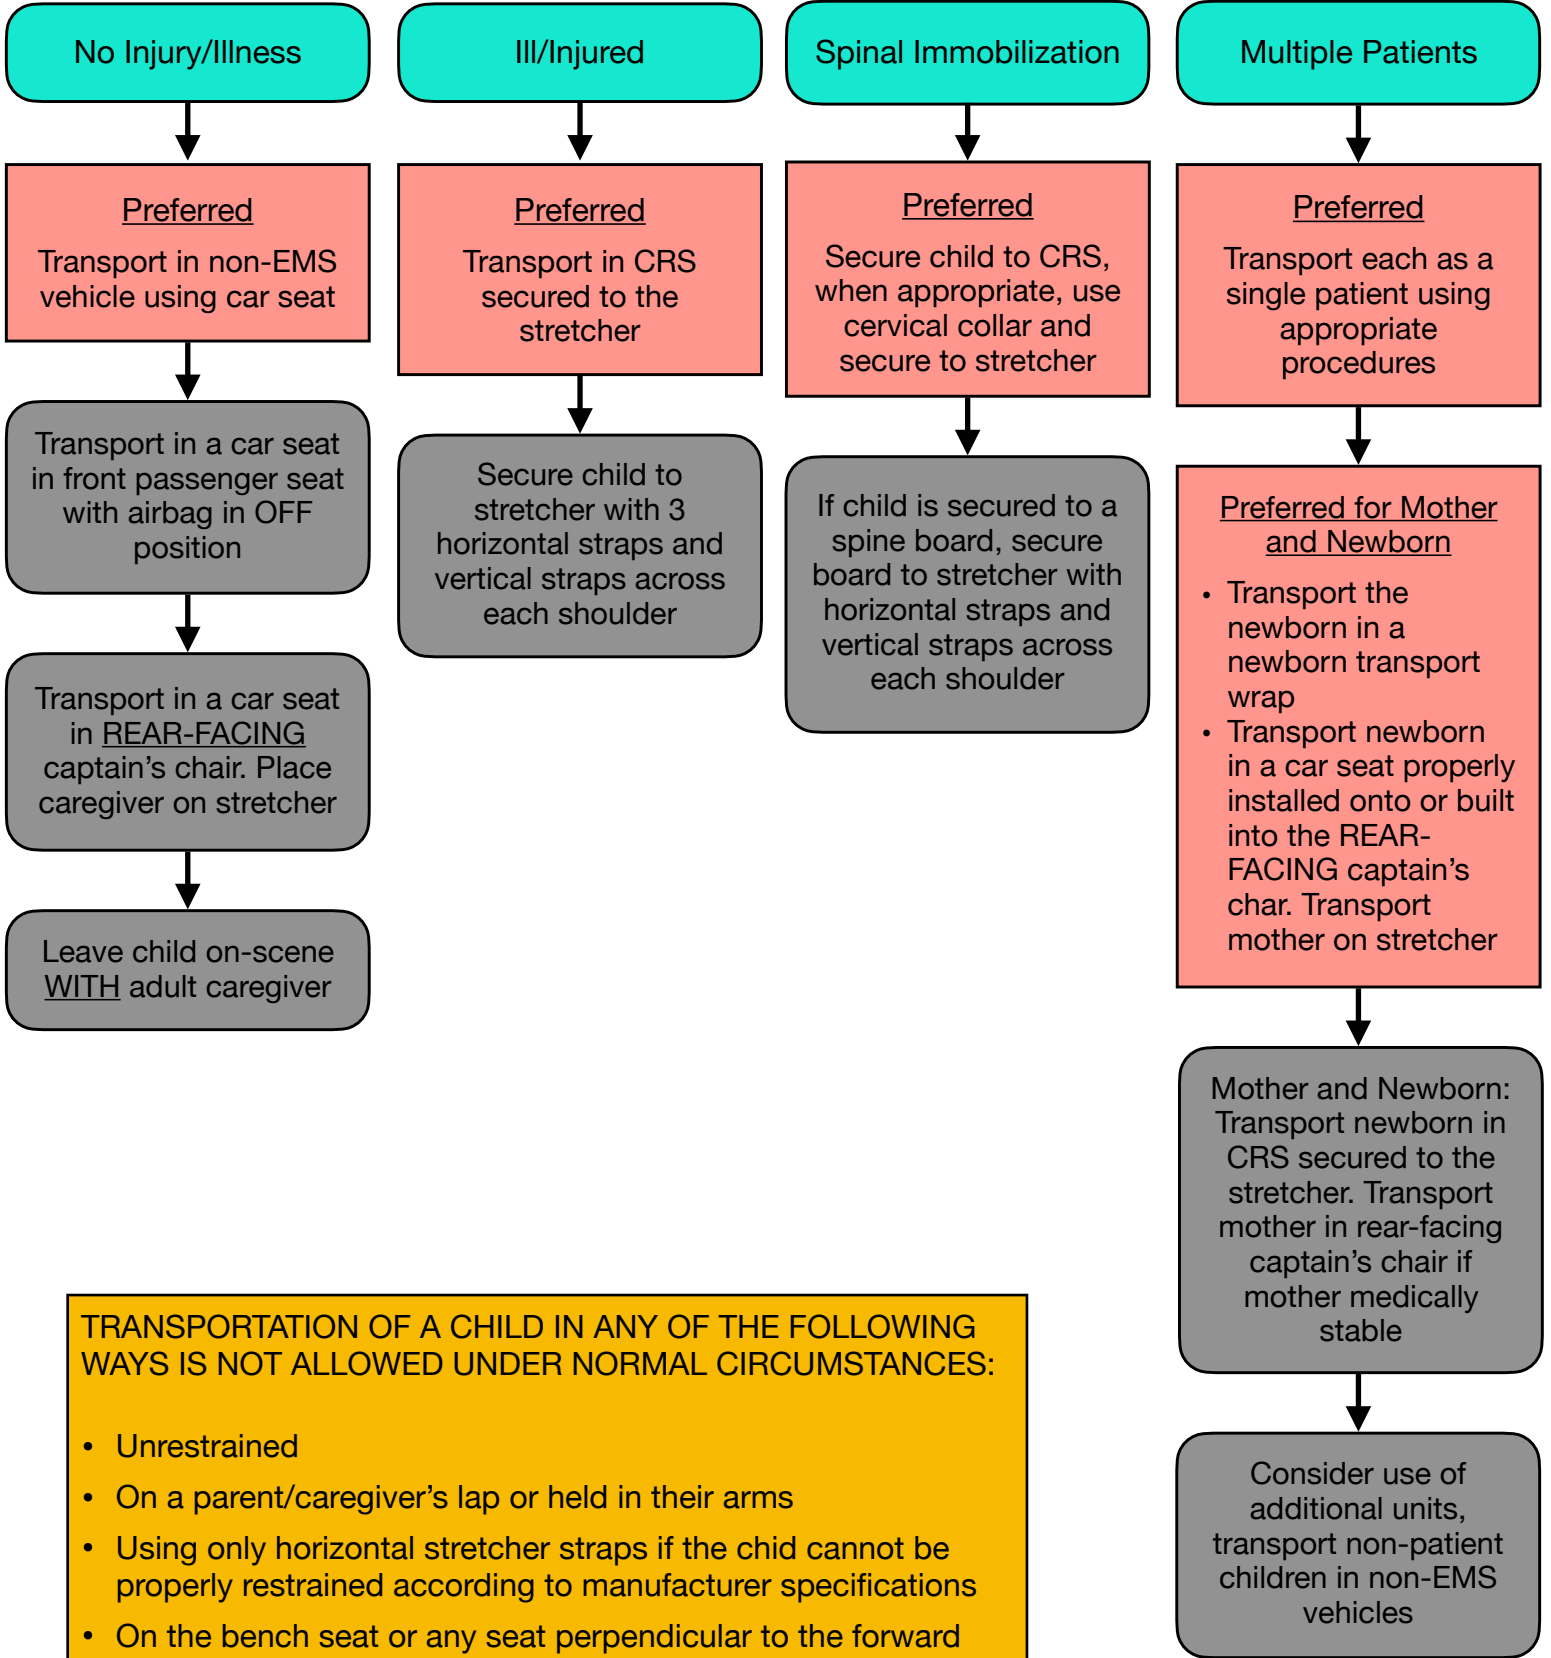 No Injury/Illness
Preferred
Transport in non-EMS
vehicle using car seat
Transport in a car seat
in front passenger seat
with airbag in OFF
position
Transport in a car seat
in REAR-FACING
captain’s chair. Place
caregiver on stretcher
Leave child on-scene
WITH adult caregiver
Ill/Injured
Preferred
Transport in CRS
secured to the
stretcher
Secure child to
stretcher with 3
horizontal straps and
vertical straps across
each shoulder
Spinal Immobilization
Preferred
Secure child to CRS,
when appropriate, use
cervical collar and
secure to stretcher
If child is secured to a
spine board, secure
board to stretcher with
horizontal straps and
vertical straps across
each shoulder
Multiple Patients
Preferred
Transport each as a
single patient using
appropriate
procedures
Preferred for Mother
and Newborn
• Transport the
newborn in a
newborn transport
wrap
• Transport newborn
in a car seat properly
installed onto or built
into the REAR-
FACING captain’s
char. Transport
mother on stretcher
Mother and Newborn:
Transport newborn in
CRS secured to the
stretcher. Transport
mother in rear-facing
captain’s chair if
mother medically
stable
Consider use of
additional units,
transport non-patient
children in non-EMS
vehicles
TRANSPORTATION OF A CHILD IN ANY OF THE FOLLOWING
WAYS IS NOT ALLOWED UNDER NORMAL CIRCUMSTANCES:
• Unrestrained
• On a parent/caregiver’s lap or held in their arms
• Using only horizontal stretcher straps if the chid cannot be
properly restrained according to manufacturer specifications
• On the bench seat or any seat perpendicular to the forward